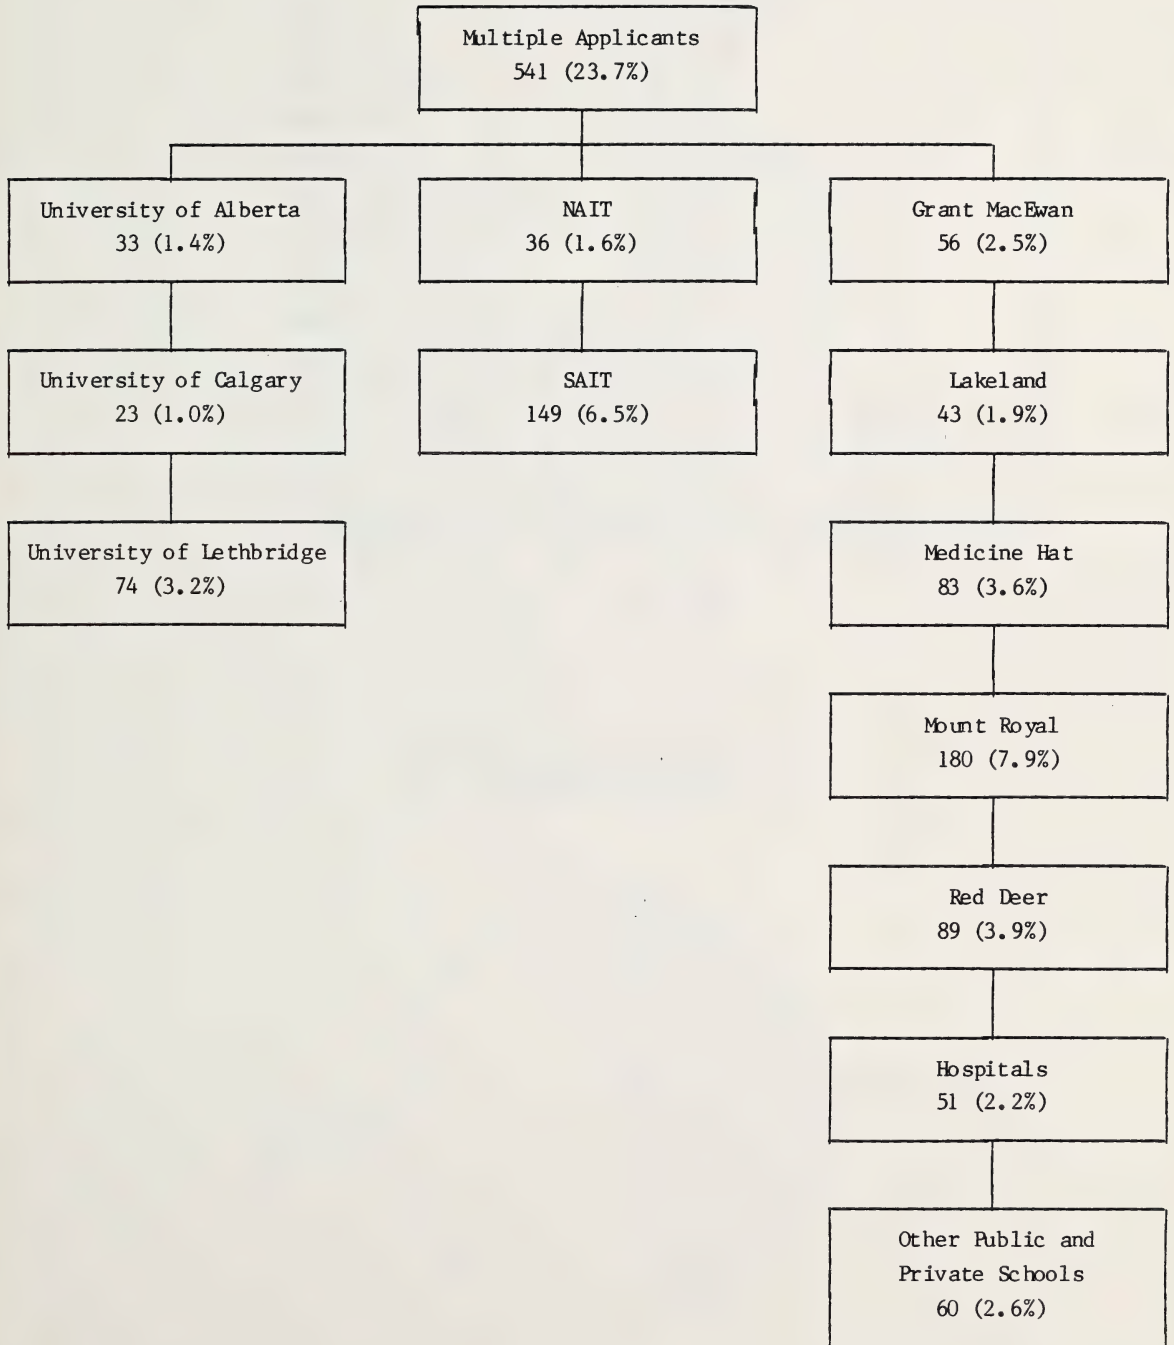 Multiple Applicants
541 (23.7%)
University of Alberta
33 (1.4%)
University of Calgary
23 (1.0%)
University of Lethbridge
74 (3.2%)
NAIT
36 (1.6%)
SAIT
149 (6.5%)
Grant MacEwan
56 (2.5%)
Lakeland
43 (1.9%)
Medicine Hat
83 (3.6%)
Mount Royal
180 (7.9%)
Red Deer
89 (3.9%)
Hospitals
51 (2.2%)
Other Public and
Private Schools
60 (2.6%)